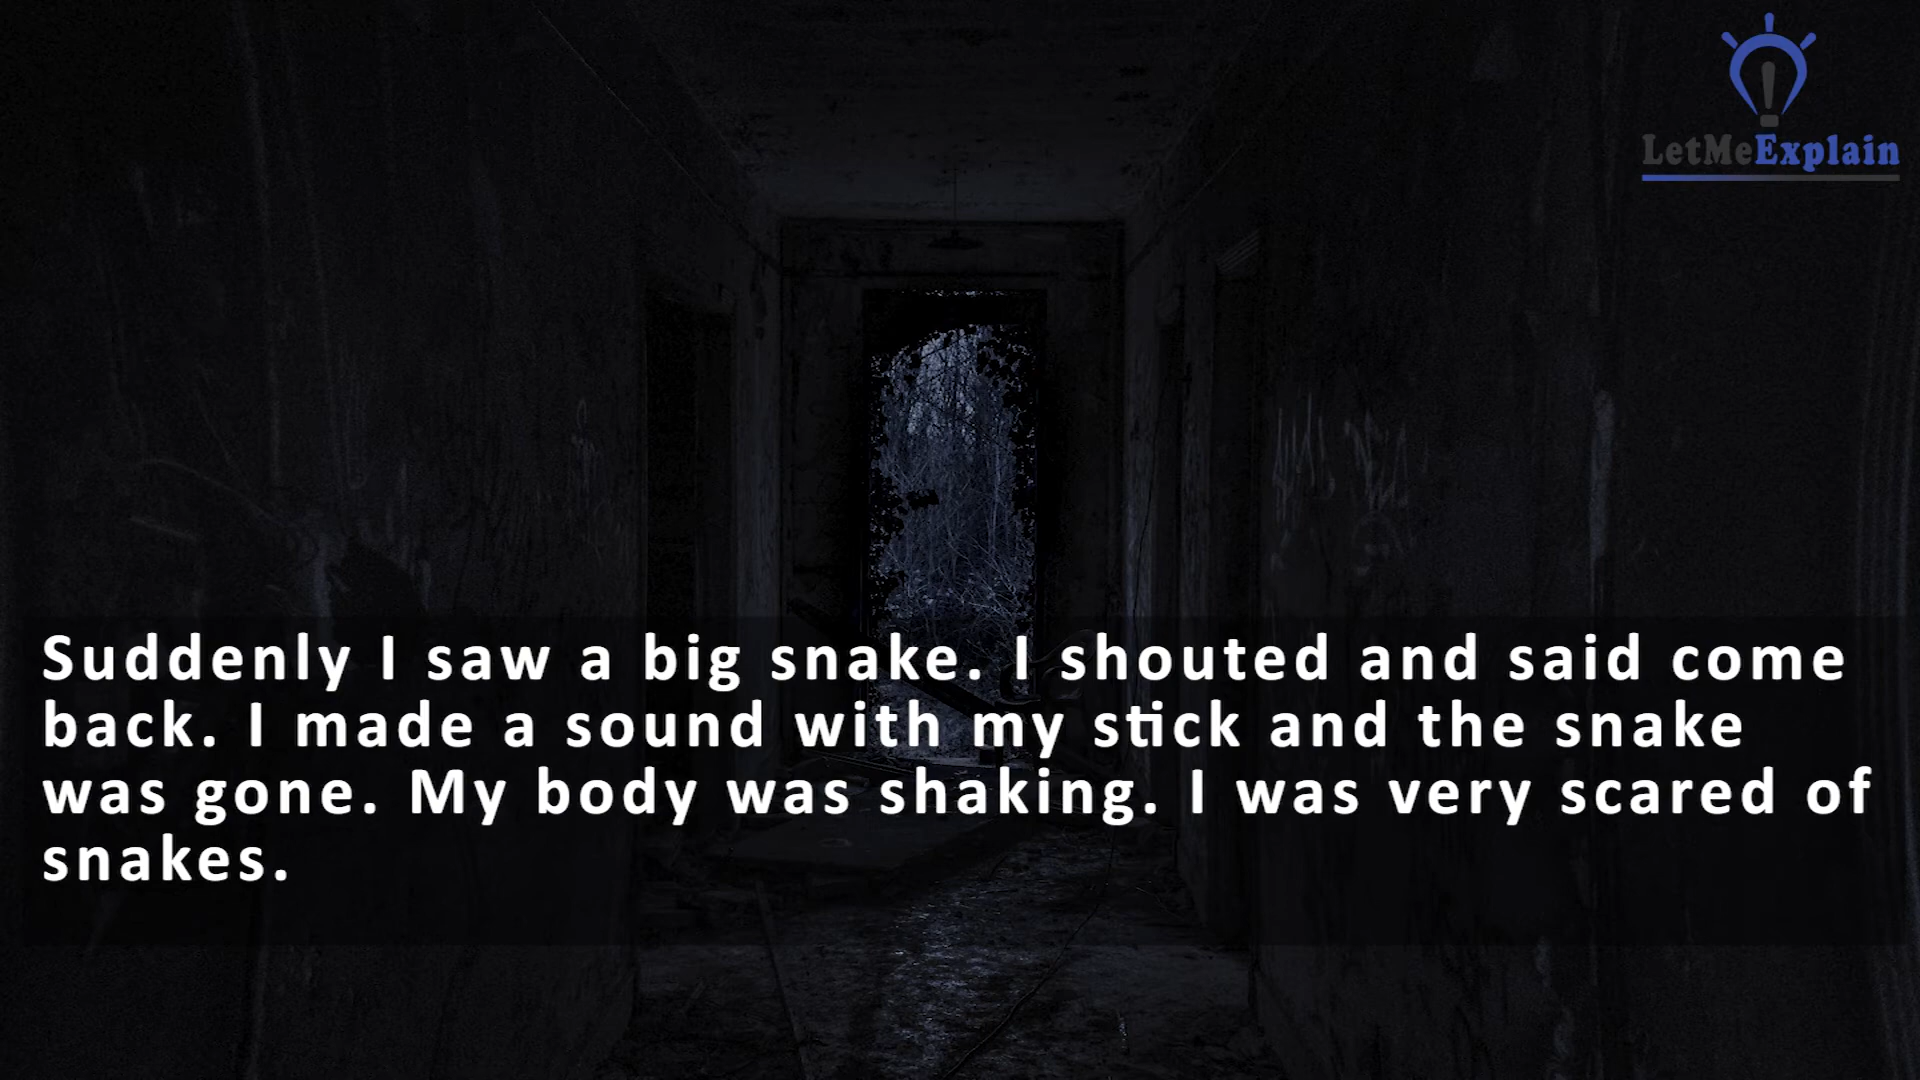 LetMeExplain
Suddenly I saw a big snake. I shouted and said come
back. I made a sound with my stick and the snake
was gone. My body was shaking. I was very scared of
snakes.